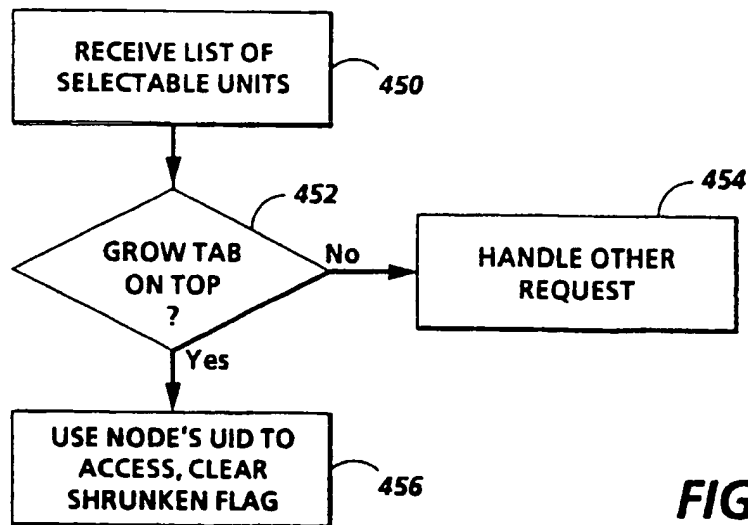 RECEIVE LIST OF
SELECTABLE UNITS
450
452
GROW TAB
ON TOP
?
No
454
HANDLE OTHER
REQUEST
Yes
USE NODE'S UID TO
ACCESS, CLEAR
SHRUNKEN FLAG
456
FIG